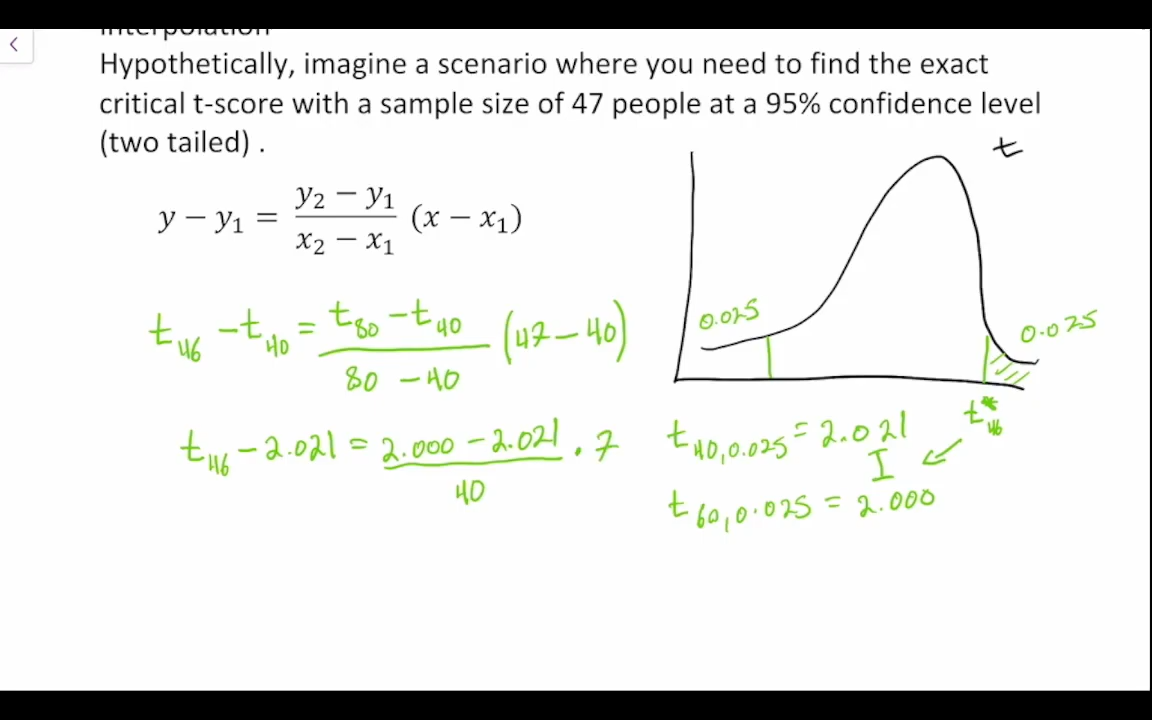 Interpolation
Hypothetically, imagine a scenario where you need to find the exact
critical t-score with a sample size of 47 people at a 95% confidence level
(two tailed) .
t
y − y₁ = (y₂ − y₁)/(x₂ − x₁) (x − x₁)
0.025
0.025
t₄₆ − t₄₀ = (t₈₀ − t₄₀)/(80 − 40) (47 − 40)
t*₄₆
t₄₀,₀.₀₂₅ = 2.021
I
t₆₀,₀.₀₂₅ = 2.000
t₄₆ − 2.021 = (2.000 − 2.021)/40 · 7